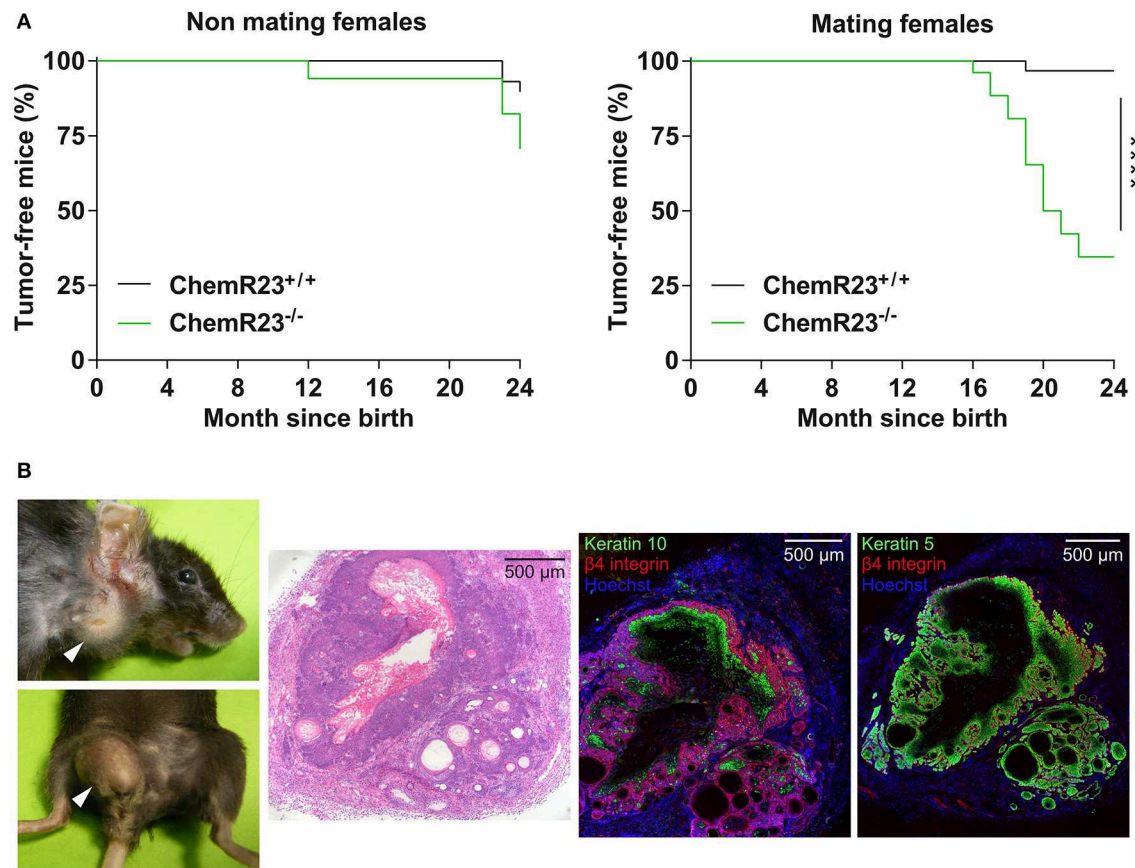 A
Non mating females
Tumor-free mice (%)
100
75
50
25
0
ChemR23+/+
ChemR23-/-
0 4 8 12 16 20 24
Month since birth
Mating females
Tumor-free mice (%)
100
75
50
25
0
ChemR23+/+
ChemR23-/-
0 4 8 12 16 20 24
Month since birth
****
B
500 µm
Keratin 10
β4 integrin
Hoechst
500 µm
Keratin 5
β4 integrin
Hoechst
500 µm